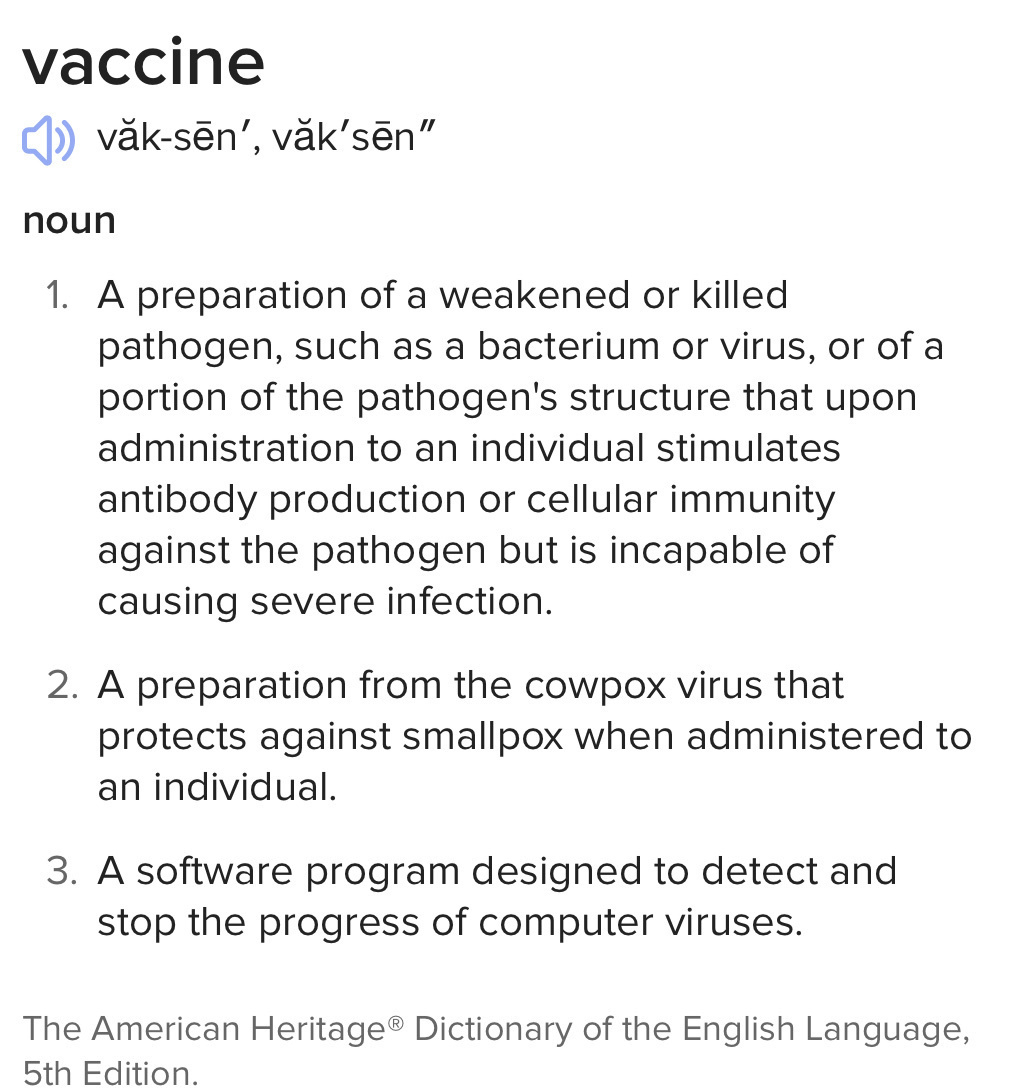 vaccine
văk-sēn′, văk′sēn″
noun
1. A preparation of a weakened or killed
pathogen, such as a bacterium or virus, or of a
portion of the pathogen's structure that upon
administration to an individual stimulates
antibody production or cellular immunity
against the pathogen but is incapable of
causing severe infection.
2. A preparation from the cowpox virus that
protects against smallpox when administered to
an individual.
3. A software program designed to detect and
stop the progress of computer viruses.
The American Heritage® Dictionary of the English Language,
5th Edition.